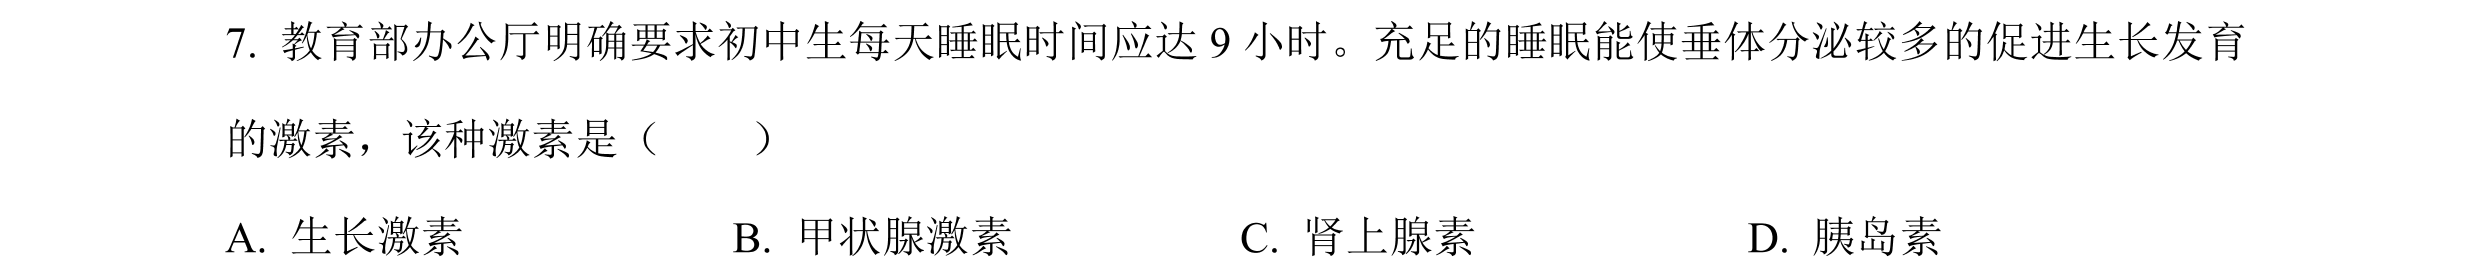 7. 教育部办公厅明确要求初中生每天睡眠时间应达 9 小时。充足的睡眠能使垂体分泌较多的促进生长发育
的激素，该种激素是（　　）
A. 生长激素　　B. 甲状腺激素　　C. 肾上腺素　　D. 胰岛素